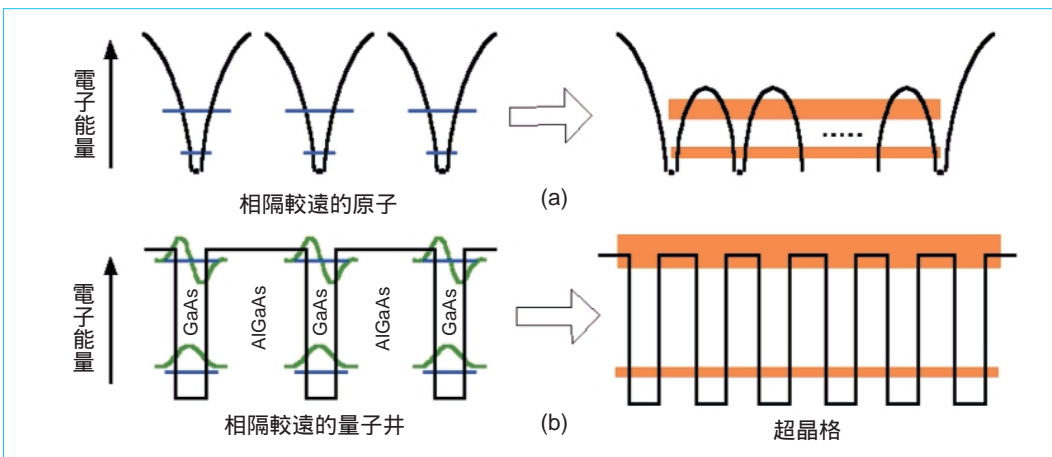 電子能量
.....
相隔較遠的原子
(a)
電子能量
GaAs
AlGaAs
GaAs
AlGaAs
GaAs
相隔較遠的量子井
(b)
超晶格